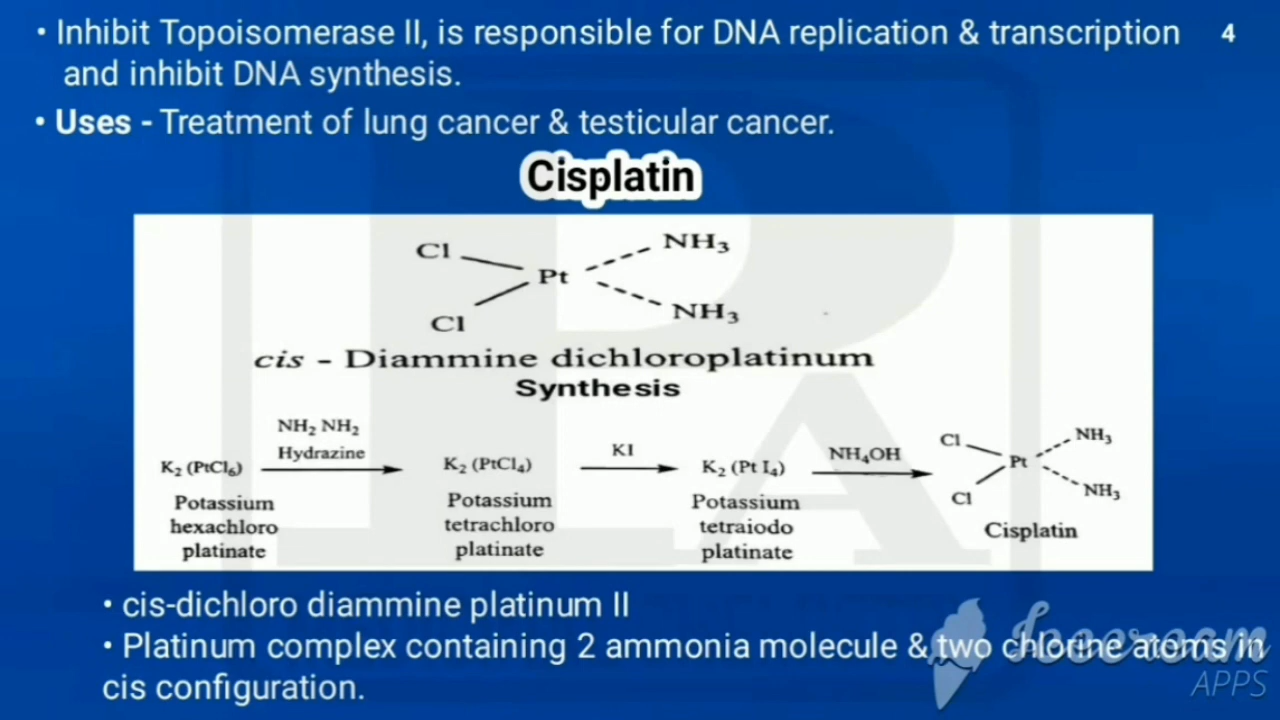 • Inhibit Topoisomerase II, is responsible for DNA replication & transcription
4
and inhibit DNA synthesis.
• Uses - Treatment of lung cancer & testicular cancer.
Cisplatin
Cl
NH₃
Pt
Cl
NH₃
cis - Diammine dichloroplatinum
Synthesis
NH₂ NH₂
Hydrazine
KI
NH₄OH
K₂ (PtCl₆)
K₂ (PtCl₄)
K₂ (Pt I₄)
Cl
NH₃
Pt
Cl
NH₃
Potassium
hexachloro
platinate
Potassium
tetrachloro
platinate
Potassium
tetraiodo
platinate
Cisplatin
• cis-dichloro diammine platinum II
• Platinum complex containing 2 ammonia molecule & two chlorine atoms in
cis configuration.
Icecream
APPS
PA